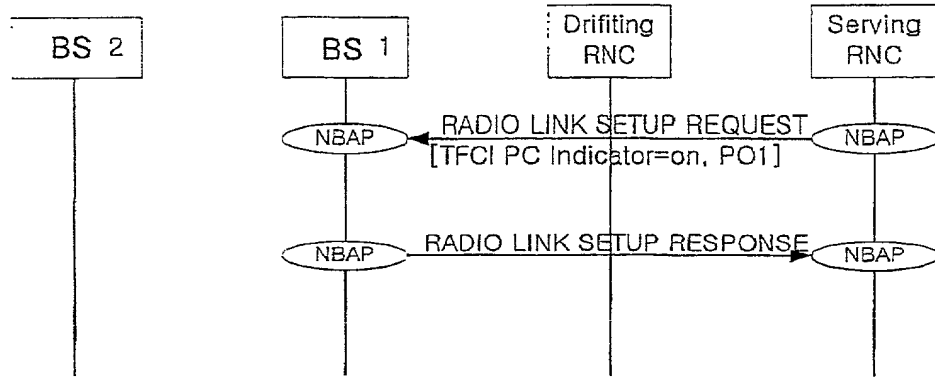 BS 2
BS 1
Drifiting
RNC
Serving
RNC
NBAP
RADIO LINK SETUP REQUEST
[TFCI PC Indicator=on, PO1]
NBAP
NBAP
RADIO LINK SETUP RESPONSE
NBAP